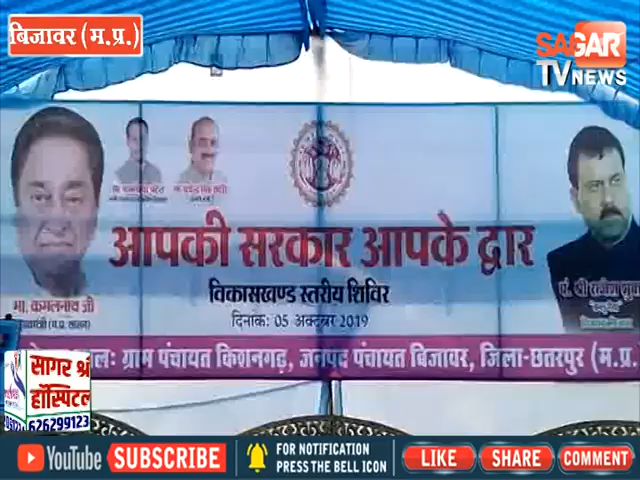 बिजावर (म.प्र.)
SAGAR
TV NEWS
आपकी सरकार आपके द्वार
विकासखण्ड स्तरीय शिविर
दिनांक: 05 अक्टूबर 2019
मा. कमलनाथ जी
ग्राम पंचायत किशनगढ़, जनपद पंचायत बिजावर, जिला-छतरपुर (म.प्र.
सागर श्री
हॉस्पिटल
626299123
YouTube SUBSCRIBE
FOR NOTIFICATION
PRESS THE BELL ICON
LIKE SHARE COMMENT